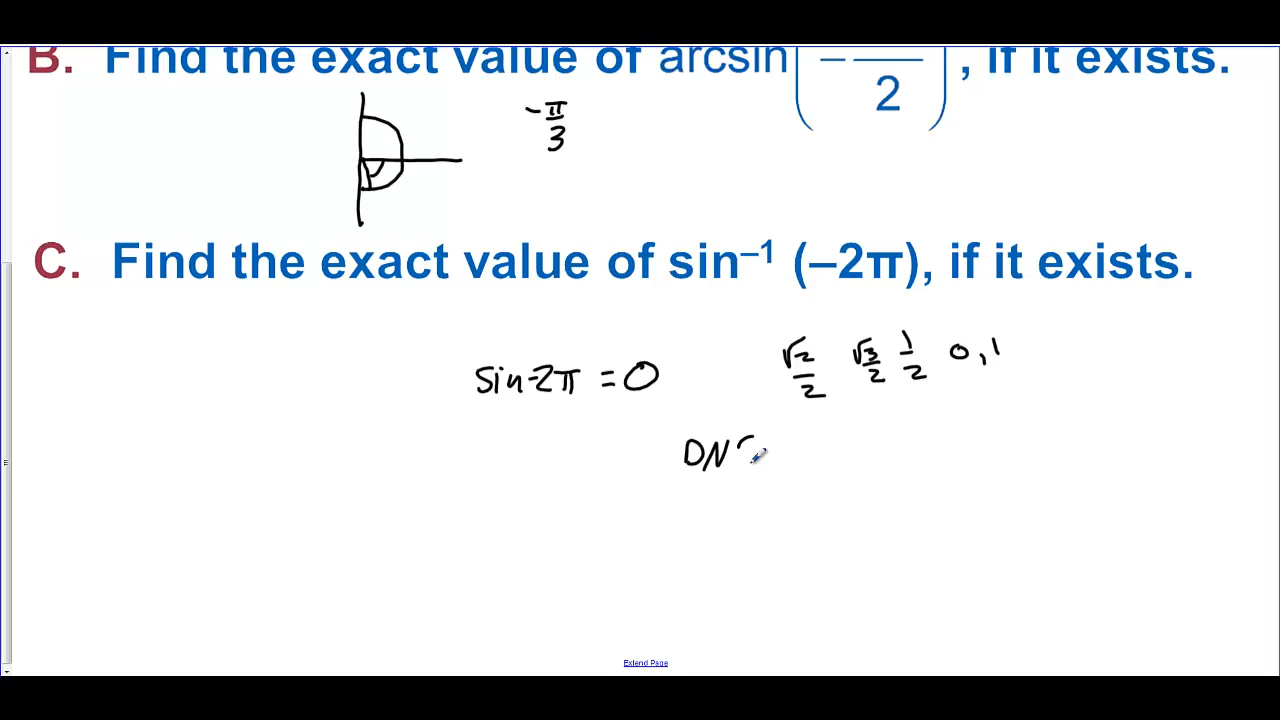 B. Find the exact value of arcsin (– /2), if it exists.
-π/3
C. Find the exact value of sin⁻¹ (–2π), if it exists.
sin-2π = 0
√2/2 √3/2 1/2 0,1
DN
Extend Page